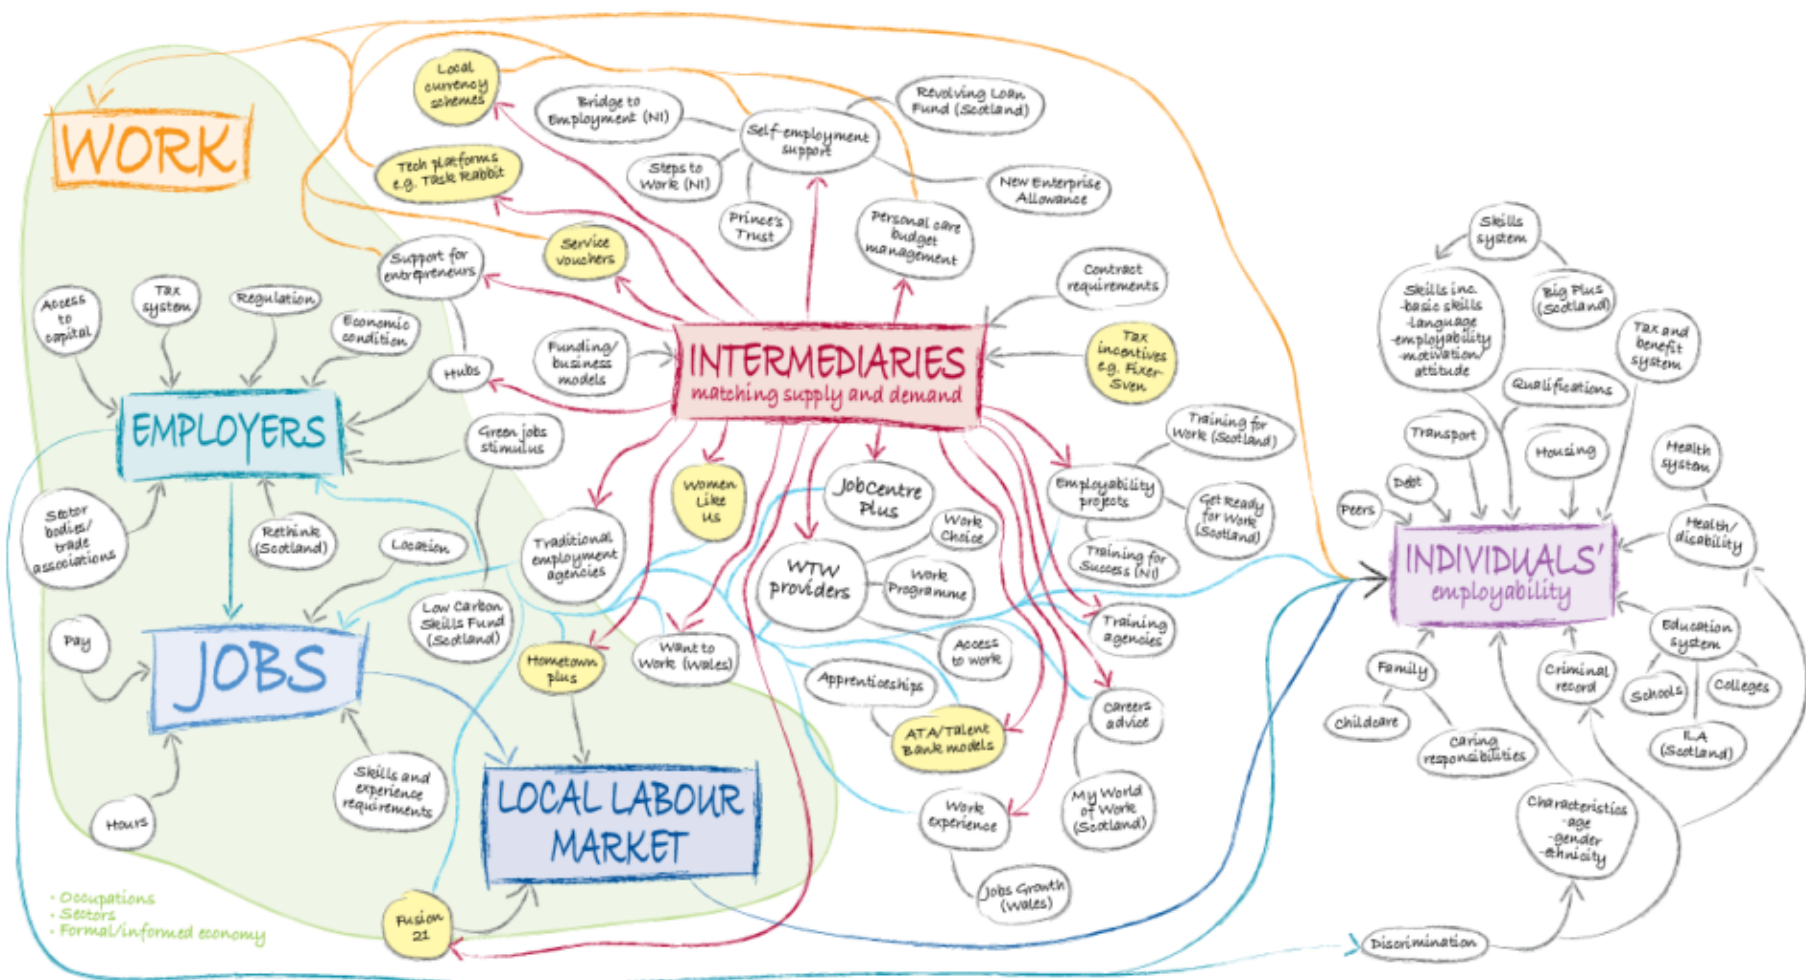 WORK
Local
currency
schemes
Bridge to
Employment (NI)
Revolving Loan
Fund (Scotland)
Self-employment
support
Tech platforms
e.g. Task Rabbit
Steps to
Work (NI)
New Enterprise
Allowance
Prince's
Trust
Personal care
budget
management
Service
vouchers
Support for
entrepreneurs
Contract
requirements
Skills
system
Access
to
capital
Tax
system
Regulation
Economic
condition
Hubs
Funding/
business
models
INTERMEDIARIES
matching supply and demand
Tax
incentives
e.g. Fixer
Sven
Skills inc.
-basic skills
-language
-employability
-motivation/
attitude
Big Plus
(Scotland)
Tax and
benefit
system
Qualifications
Transport
Housing
Health
system
Debt
Peers
EMPLOYERS
Green jobs
stimulus
Women
Like
Us
JobCentre
Plus
Employability
projects
Training for
Work (Scotland)
Get Ready
for Work
(Scotland)
Training for
Success (NI)
Sector
bodies/
trade
associations
Rethink
(Scotland)
Location
Traditional
employment
agencies
WTW
providers
Work
Choice
Work
Programme
Access
to work
Training
agencies
INDIVIDUALS'
employability
Health/
disability
Pay
JOBS
Low Carbon
Skills Fund
(Scotland)
Hometown
plus
Want to
Work (Wales)
Apprenticeships
ATA/Talent
Bank models
Careers
advice
Family
Childcare
Caring
responsibilities
Criminal
record
Education
system
Schools
Colleges
ILA
(Scotland)
Hours
Skills and
experience
requirements
LOCAL LABOUR
MARKET
Work
experience
My World
of Work
(Scotland)
Jobs Growth
(Wales)
Characteristics
-age
-gender
-ethnicity
Discrimination
Fusion
21
• Occupations
• Sectors
• Formal/informed economy